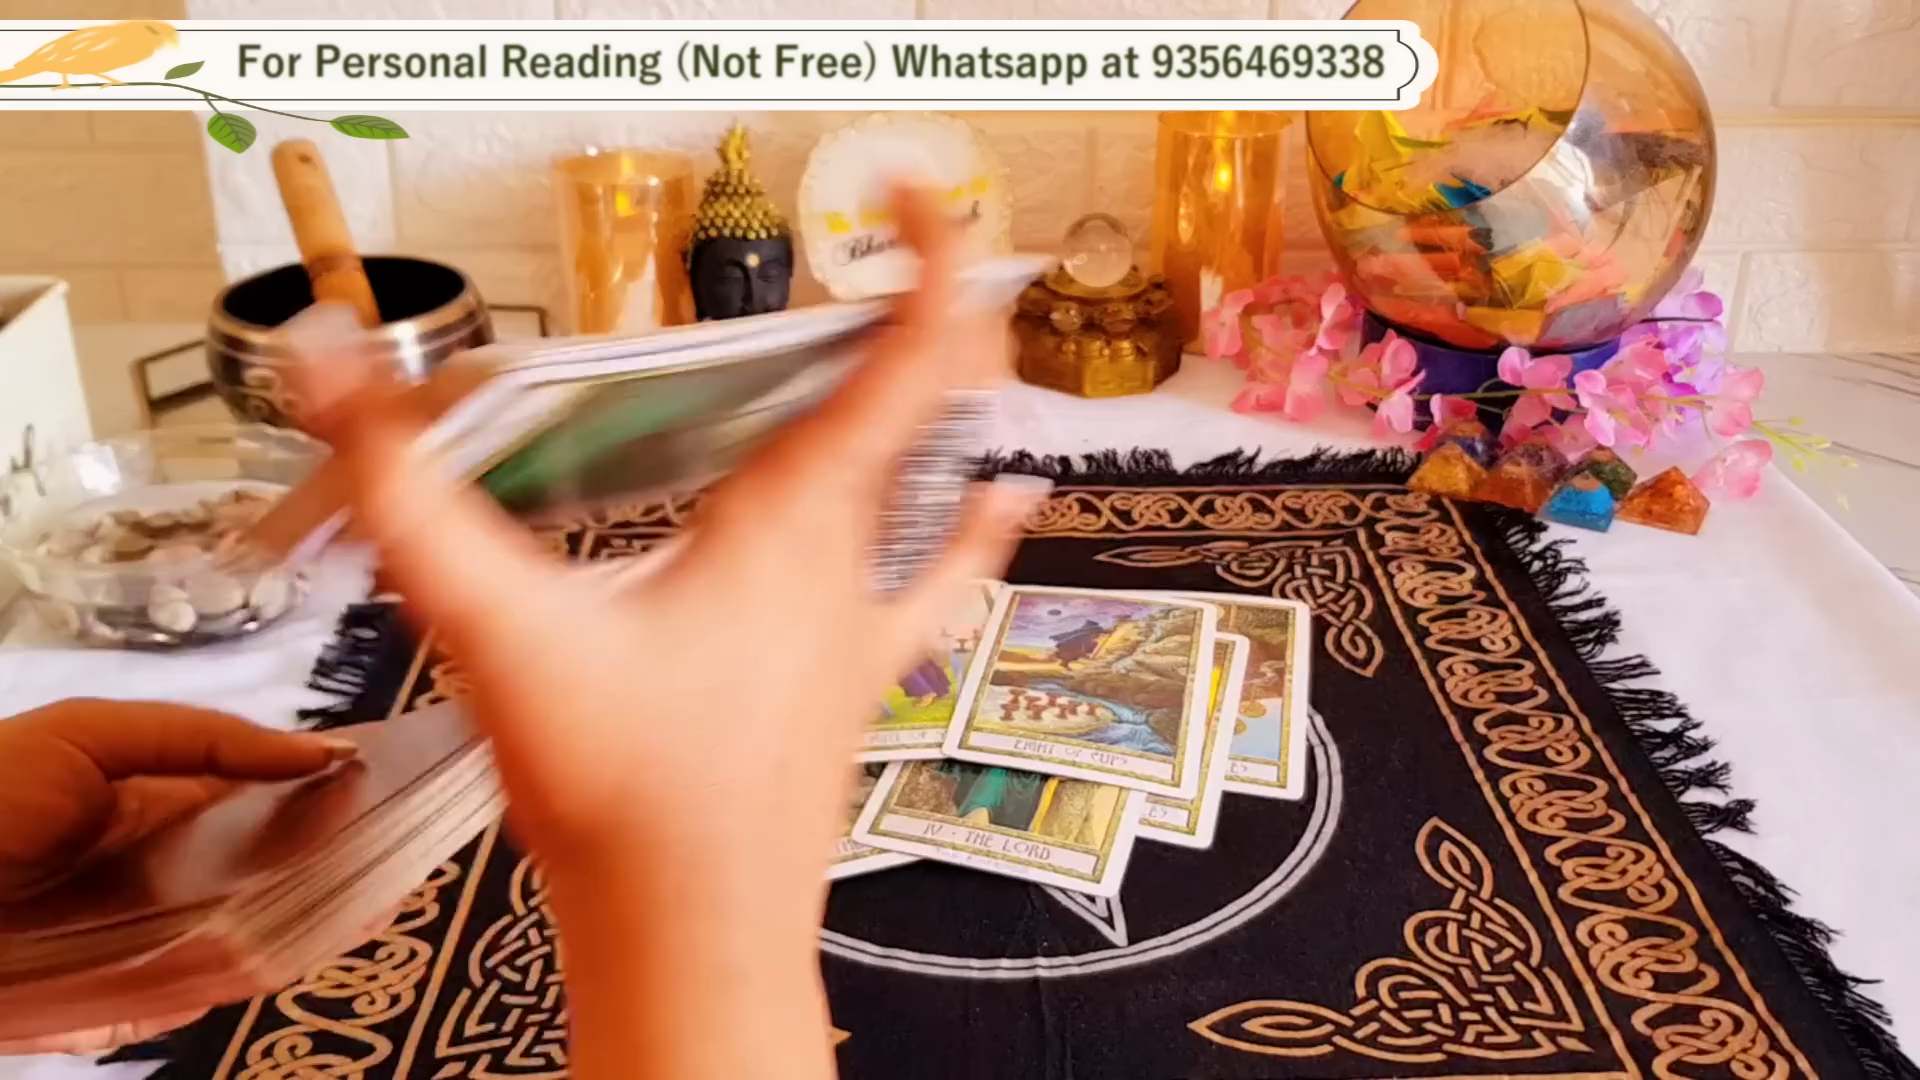 For Personal Reading (Not Free) Whatsapp at 9356469338
EIGHT OF CUPS
IV · THE LORD